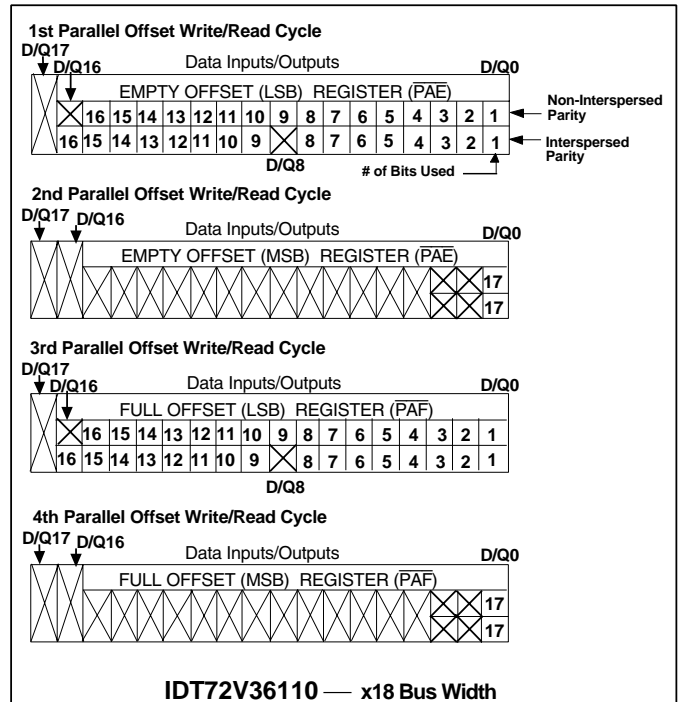 1st Parallel Offset Write/Read Cycle
D/Q17
D/Q16 Data Inputs/Outputs D/Q0
EMPTY OFFSET (LSB) REGISTER (PAE)
16 15 14 13 12 11 10 9 8 7 6 5 4 3 2 1 Non-Interspersed Parity
16 15 14 13 12 11 10 9 8 7 6 5 4 3 2 1 Interspersed Parity
D/Q8
# of Bits Used
2nd Parallel Offset Write/Read Cycle
D/Q17 D/Q16 Data Inputs/Outputs D/Q0
EMPTY OFFSET (MSB) REGISTER (PAE)
17
17
3rd Parallel Offset Write/Read Cycle
D/Q17
D/Q16 Data Inputs/Outputs D/Q0
FULL OFFSET (LSB) REGISTER (PAF)
16 15 14 13 12 11 10 9 8 7 6 5 4 3 2 1
16 15 14 13 12 11 10 9 8 7 6 5 4 3 2 1
D/Q8
4th Parallel Offset Write/Read Cycle
D/Q17 D/Q16 Data Inputs/Outputs D/Q0
FULL OFFSET (MSB) REGISTER (PAF)
17
17
IDT72V36110 — x18 Bus Width